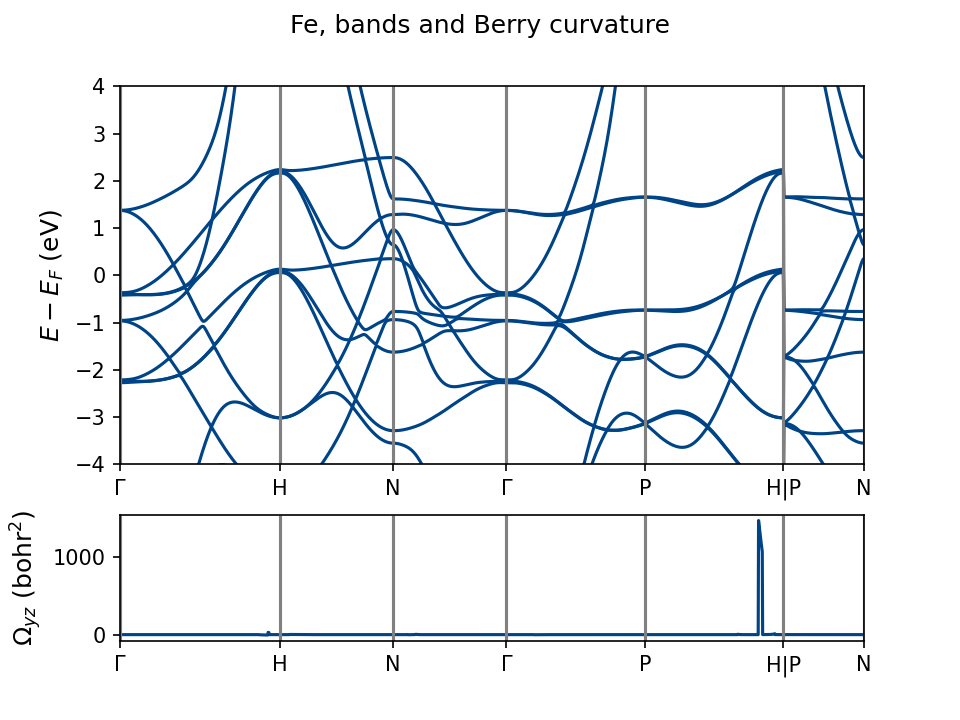 Fe, bands and Berry curvature
E − E_F (eV)
4
3
2
1
0
−1
−2
−3
−4
Γ H N Γ P H|P N
Ω_yz (bohr²)
1000
0
Γ H N Γ P H|P N